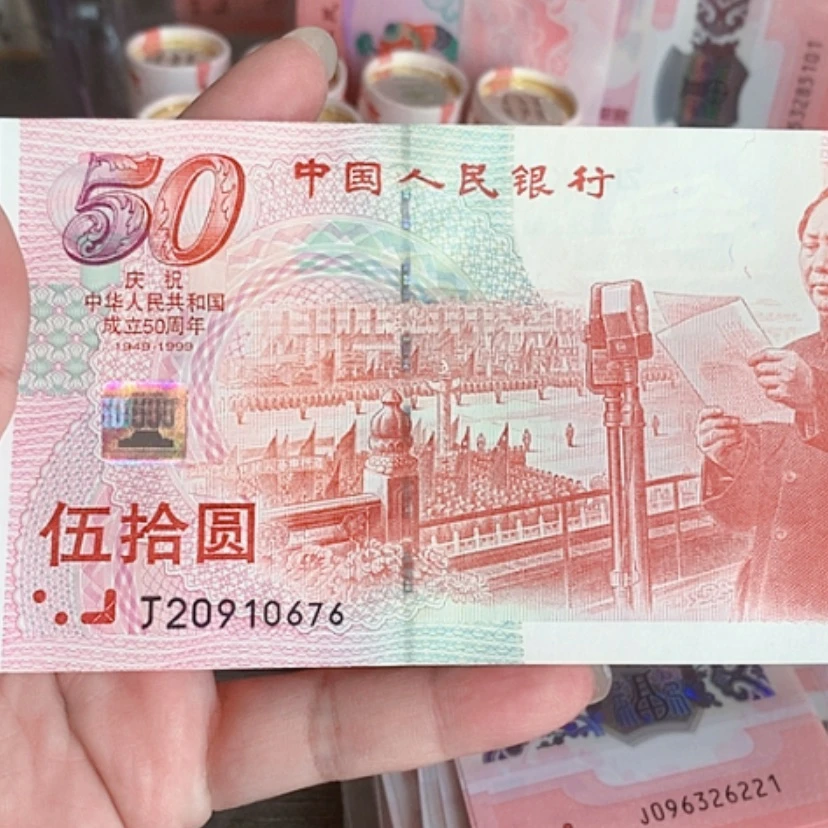 53283101
50
中国人民银行
庆祝
中华人民共和国
成立50周年
1949-1999
伍拾圆
J20910676
J096326221